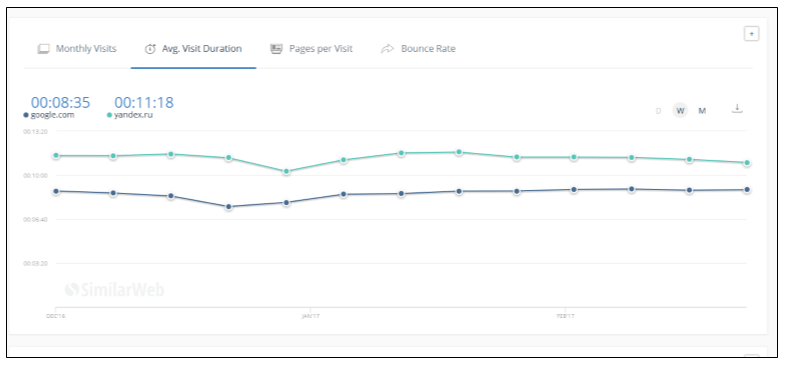 Monthly Visits
Avg. Visit Duration
Pages per Visit
Bounce Rate
00:08:35
google.com
00:11:18
yandex.ru
D
W
M
00:13:20
00:10:00
00:06:40
00:03:20
SimilarWeb
DEC'16
JAN'17
FEB'17